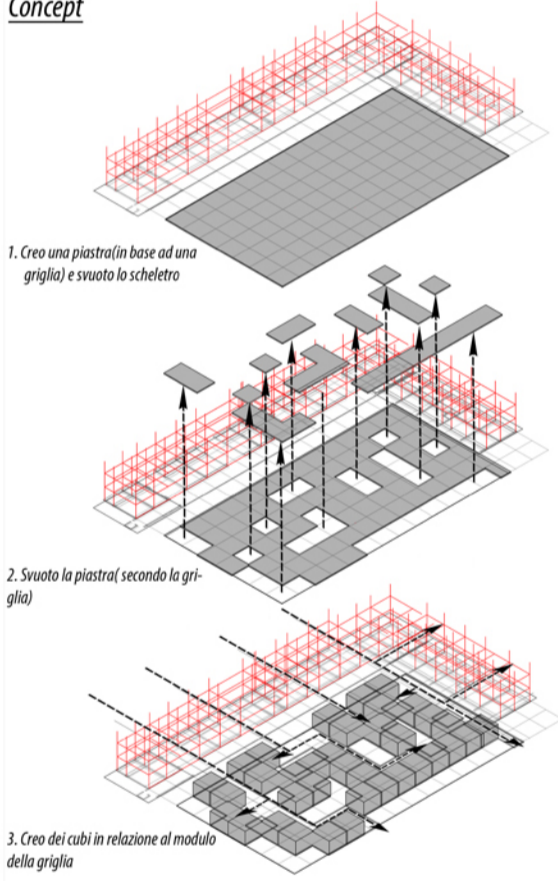 Concept
1. Creo una piastra(in base ad una
griglia) e svuoto lo scheletro
2. Svuoto la piastra( secondo la gri-
glia)
3. Creo dei cubi in relazione al modulo
della griglia